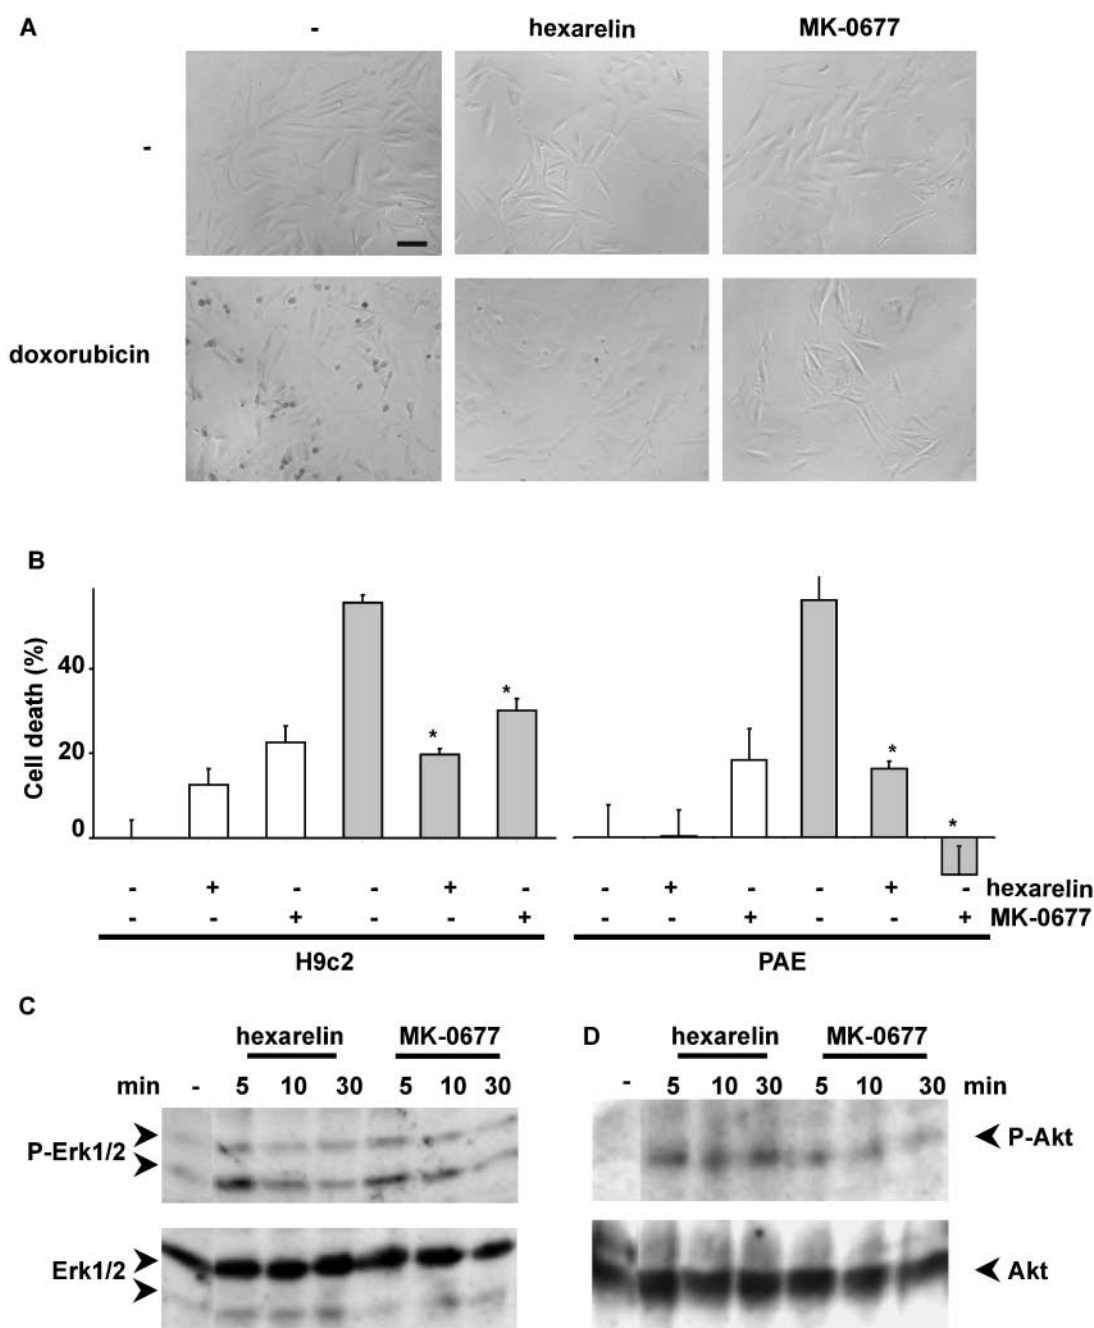 A
- hexarelin MK-0677
-
doxorubicin
B
Cell death (%)
40
20
0
- + - - + - - + - - + - hexarelin
- - + - - + - - + - - + MK-0677
H9c2 PAE
C
hexarelin MK-0677
min - 5 10 30 5 10 30
P-Erk1/2
Erk1/2
D
hexarelin MK-0677
- 5 10 30 5 10 30 min
P-Akt
Akt
* * * *